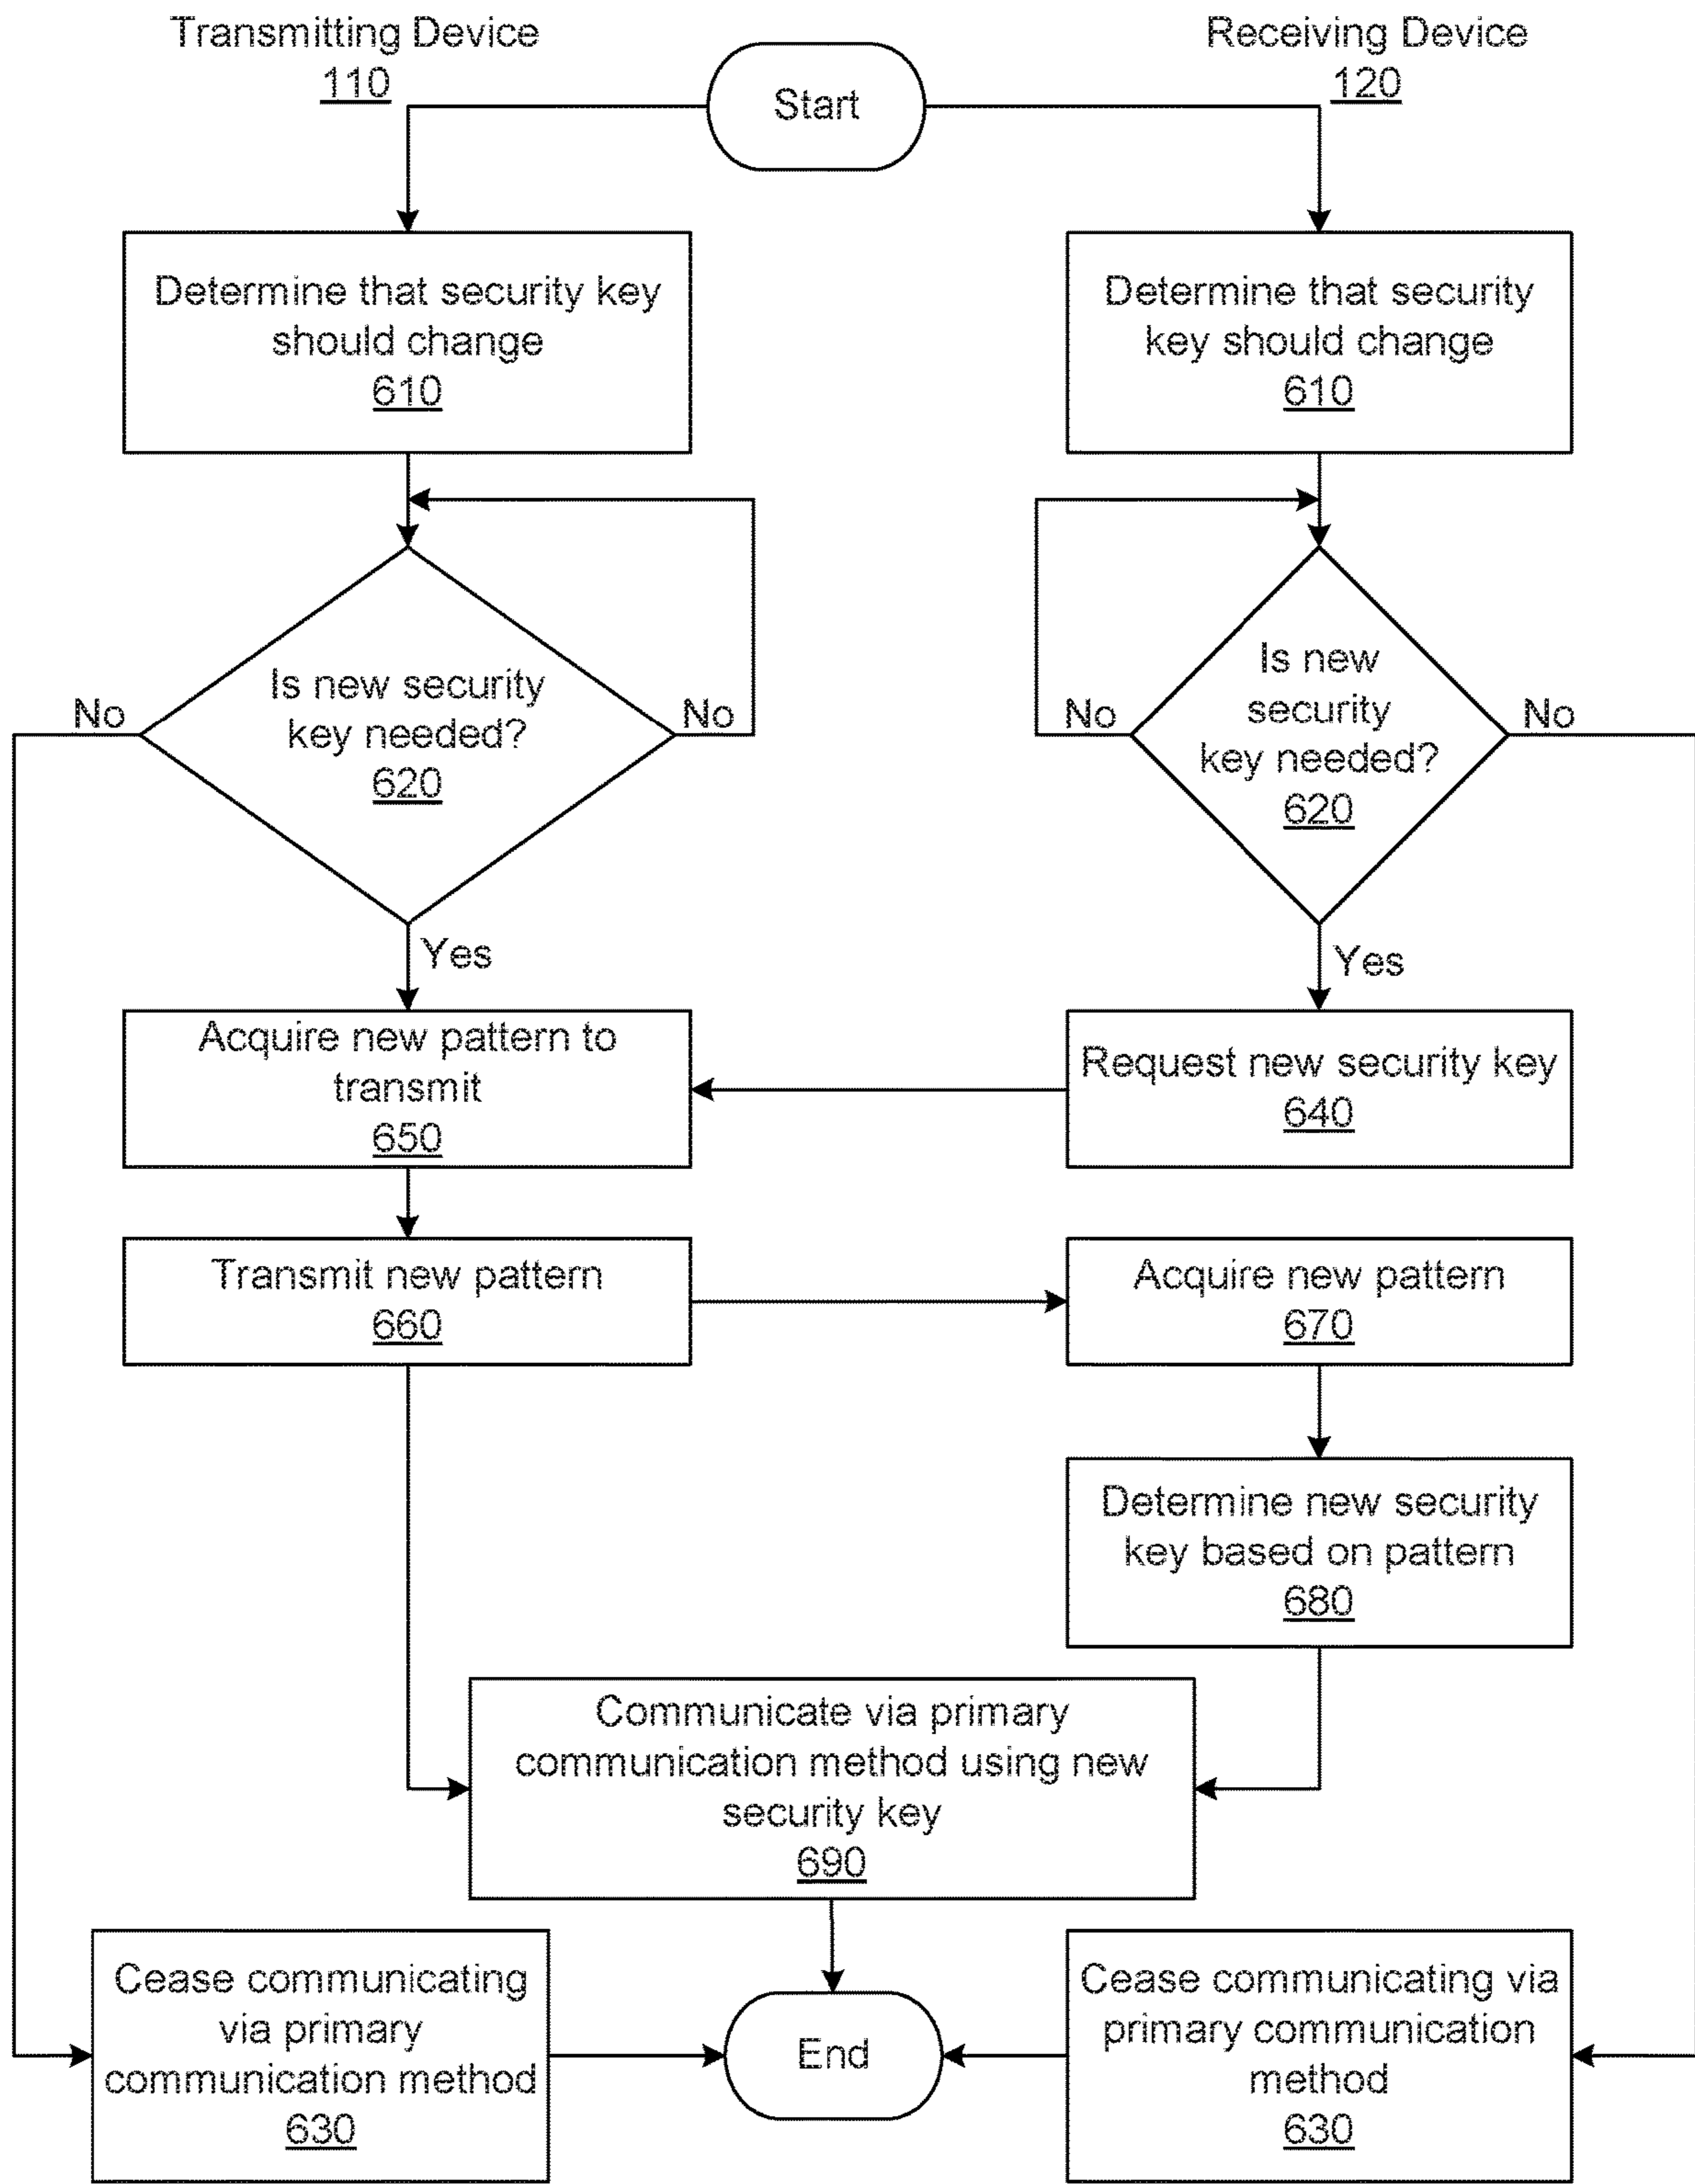 Transmitting Device
110
Receiving Device
120
Start
Determine that security key
should change
610
Determine that security
key should change
610
Is new security
key needed?
620
No
No
Is new
security
key needed?
620
No
No
Yes
Yes
Acquire new pattern to
transmit
650
Request new security key
640
Transmit new pattern
660
Acquire new pattern
670
Determine new security
key based on pattern
680
Communicate via primary
communication method using new
security key
690
Cease communicating
via primary
communication method
630
End
Cease communicating via
primary communication
method
630